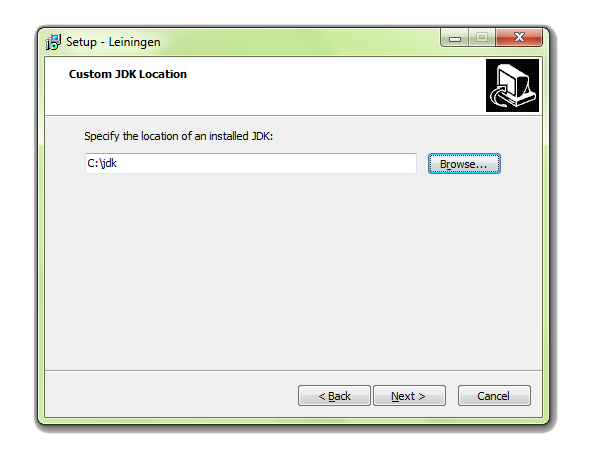 Setup - Leiningen
Custom JDK Location
Specify the location of an installed JDK:
C:\jdk
Browse...
< Back
Next >
Cancel